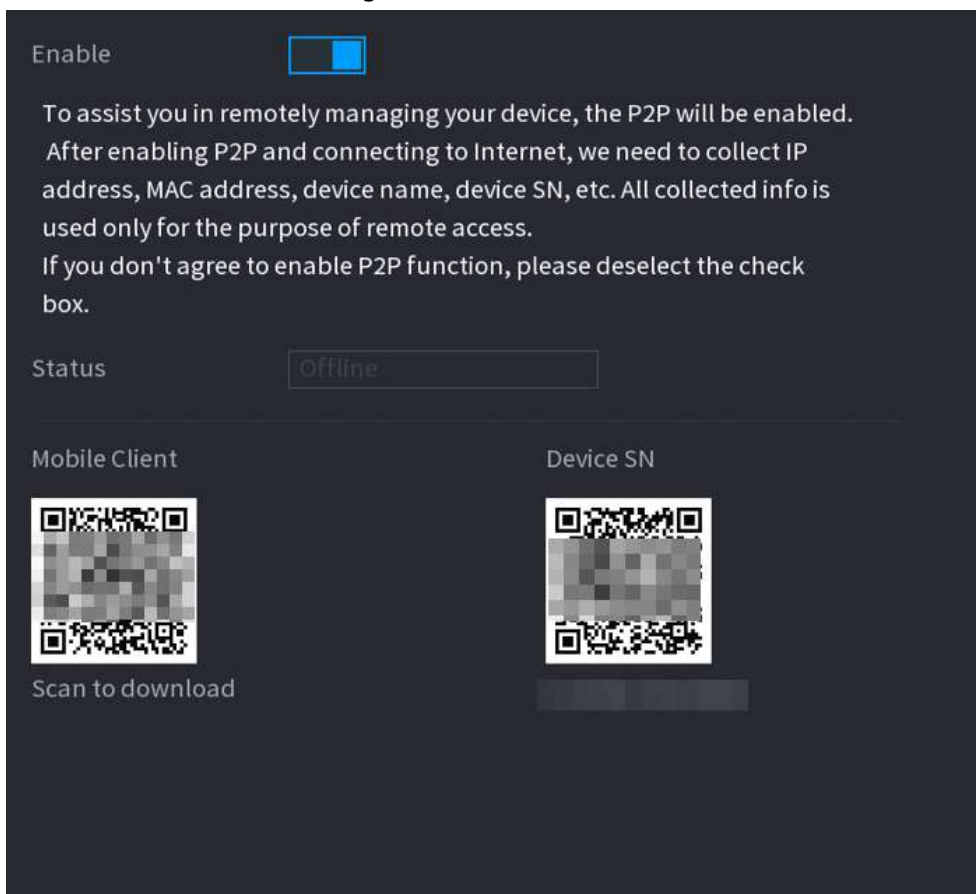 Enable
To assist you in remotely managing your device, the P2P will be enabled.
After enabling P2P and connecting to Internet, we need to collect IP
address, MAC address, device name, device SN, etc. All collected info is
used only for the purpose of remote access.
If you don't agree to enable P2P function, please deselect the check
box.
Status
Offline
Mobile Client
Device SN
Scan to download